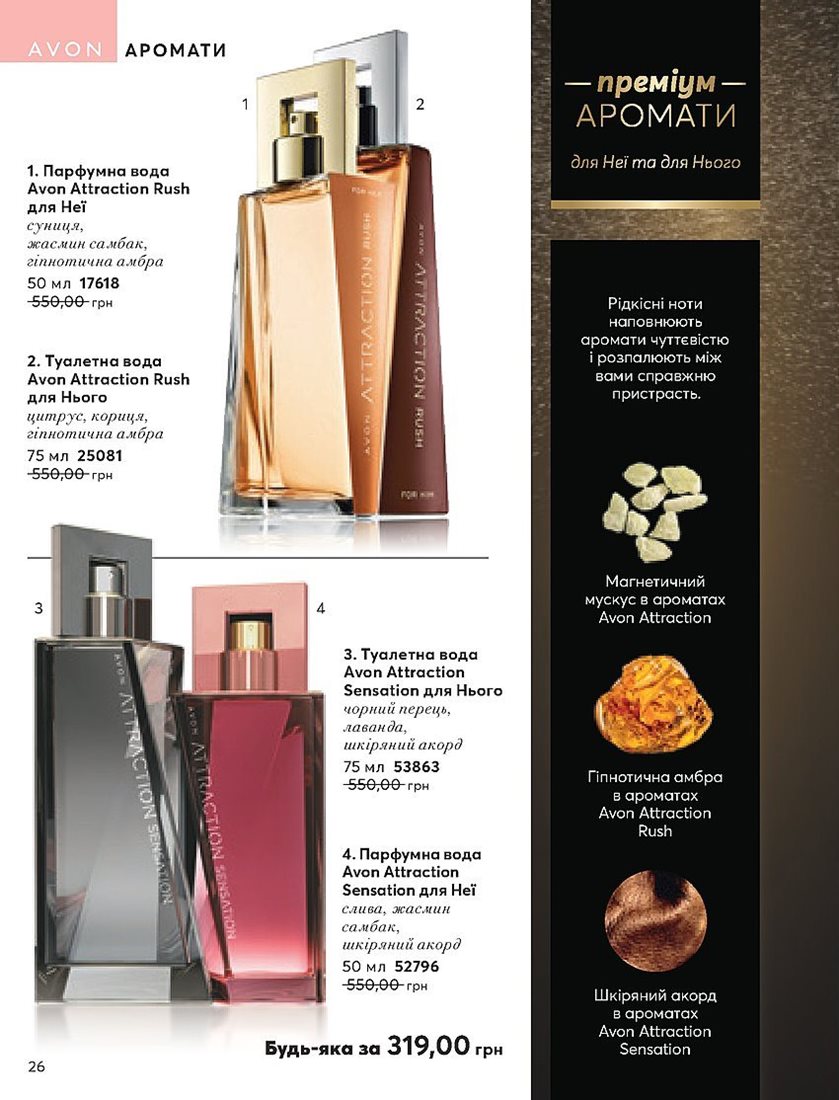 AVON АРОМАТИ
1
2
1. Парфумна вода
Avon Attraction Rush
для Неї
суниця,
жасмин самбак,
гіпнотична амбра
50 мл 17618
550,00 грн
2. Туалетна вода
Avon Attraction Rush
для Нього
цитрус, кориця,
гіпнотична амбра
75 мл 25081
550,00 грн
FOR HER
AVON ATTRACTION RUSH
AVON ATTRACTION RUSH
FOR HIM
3
4
AVON ATTRACTION SENSATION
AVON ATTRACTION SENSATION
3. Туалетна вода
Avon Attraction
Sensation для Нього
чорний перець,
лаванда,
шкіряний акорд
75 мл 53863
550,00 грн
4. Парфумна вода
Avon Attraction
Sensation для Неї
слива, жасмин
самбак,
шкіряний акорд
50 мл 52796
550,00 грн
Будь-яка за 319,00 грн
26
преміум
АРОМАТИ
для Неї та для Нього
Рідкісні ноти
наповнюють
аромати чуттєвістю
і розпалюють між
вами справжню
пристрасть.
Магнетичний
мускус в ароматах
Avon Attraction
Гіпнотична амбра
в ароматах
Avon Attraction
Rush
Шкіряний акорд
в ароматах
Avon Attraction
Sensation